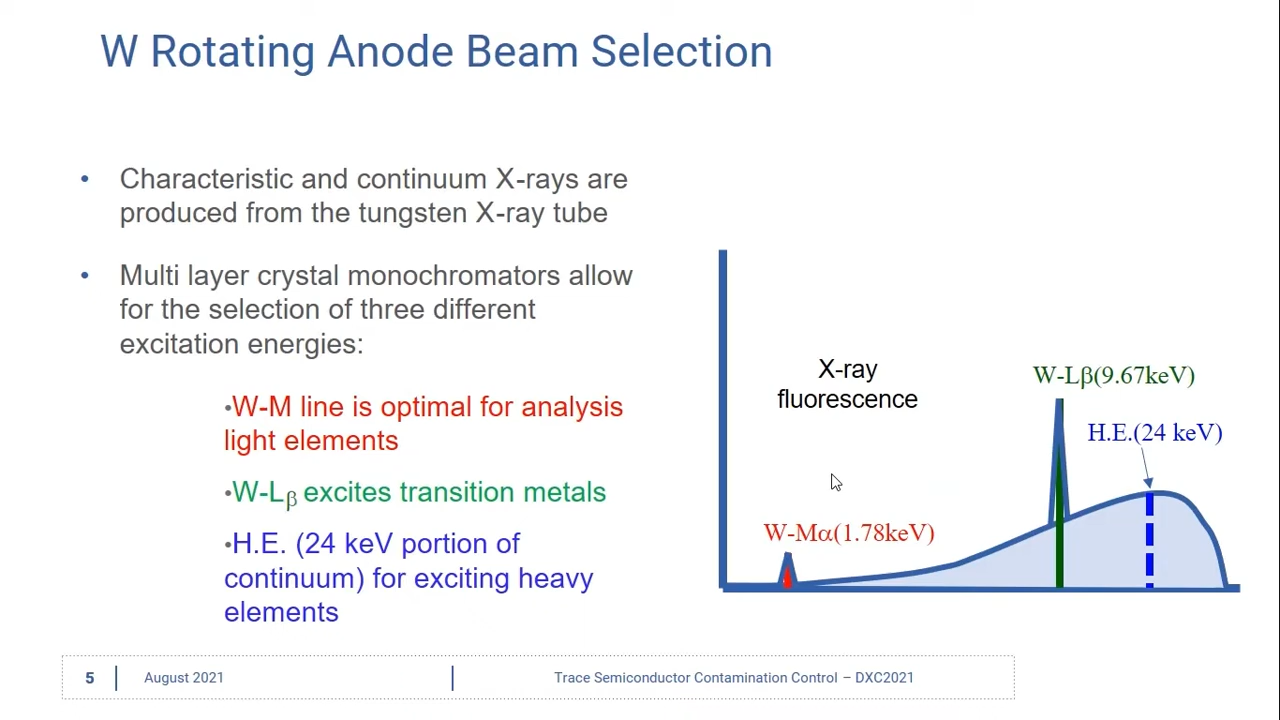 W Rotating Anode Beam Selection
• Characteristic and continuum X-rays are
produced from the tungsten X-ray tube
• Multi layer crystal monochromators allow
for the selection of three different
excitation energies:
•W-M line is optimal for analysis
light elements
•W-Lβ excites transition metals
•H.E. (24 keV portion of
continuum) for exciting heavy
elements
X-ray
fluorescence
W-Lβ(9.67keV)
H.E.(24 keV)
W-Mα(1.78keV)
5
August 2021
Trace Semiconductor Contamination Control – DXC2021